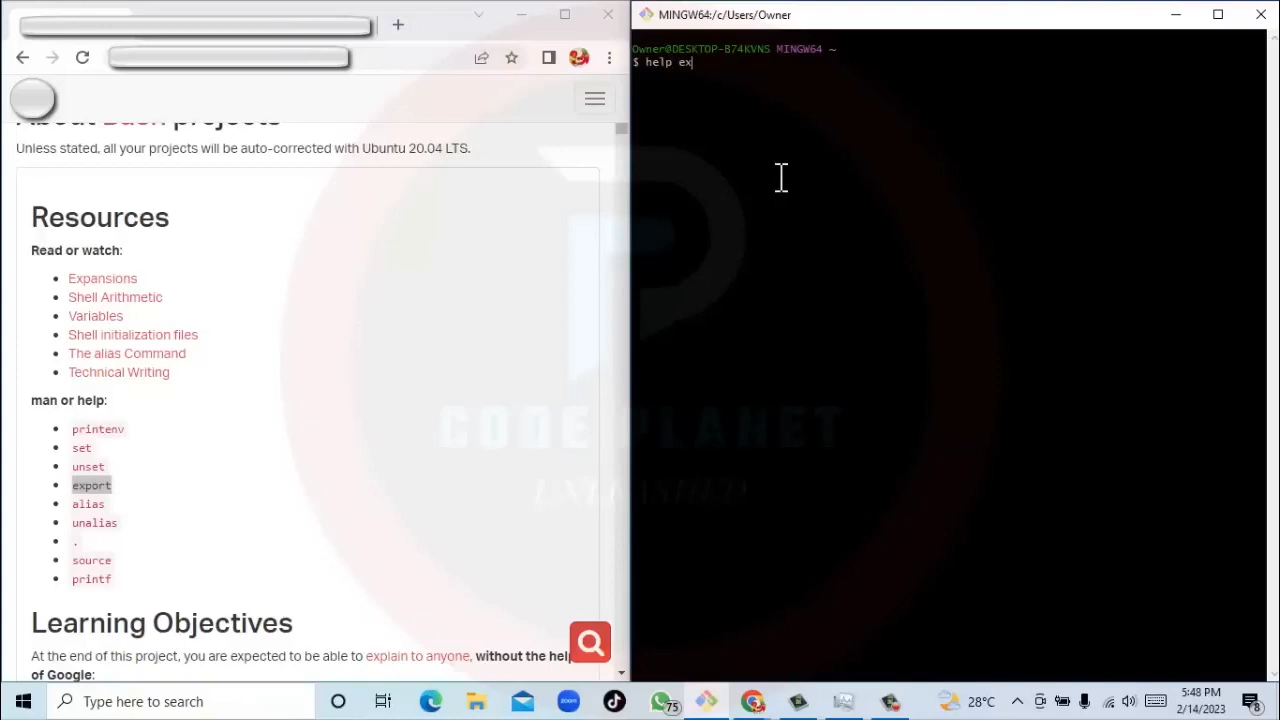 MINGW64:/c/Users/Owner
Owner@DESKTOP-B74KVNS MINGW64 ~
$ help ex
About Bash projects
Unless stated, all your projects will be auto-corrected with Ubuntu 20.04 LTS.
Resources
Read or watch:
Expansions
Shell Arithmetic
Variables
Shell initialization files
The alias Command
Technical Writing
man or help:
printenv
set
unset
export
alias
unalias
.
source
printf
Learning Objectives
At the end of this project, you are expected to be able to explain to anyone, without the help
of Google:
CODE PLANET
Type here to search
zoom
75
28°C
5:48 PM
2/14/2023
8